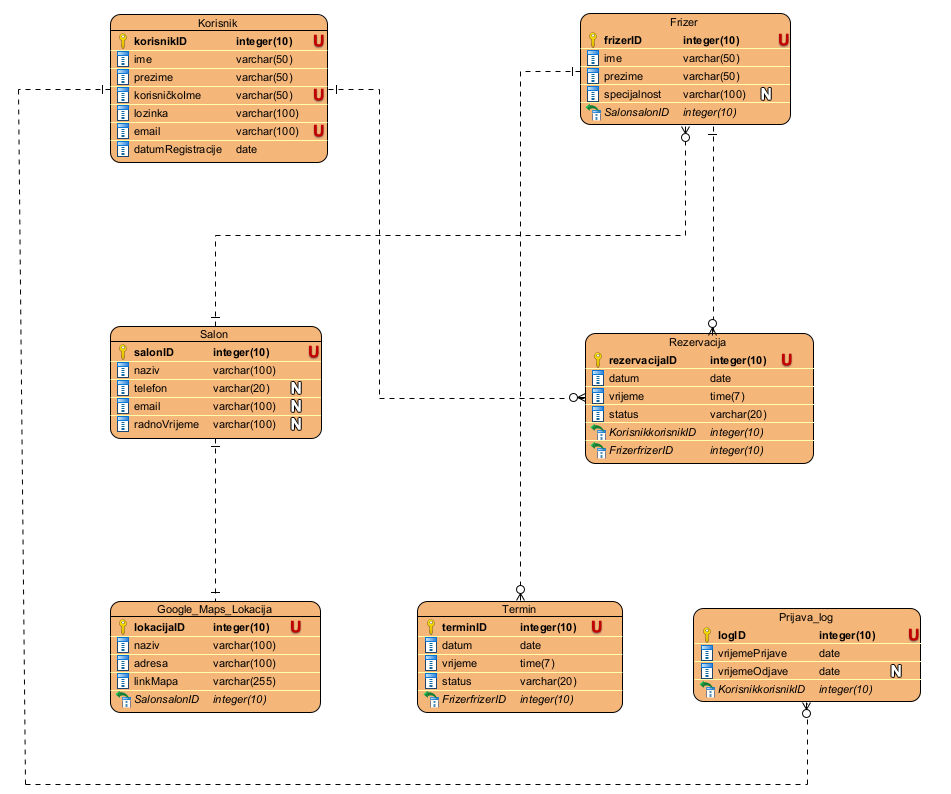 Korisnik
korisnikID integer(10) U
ime varchar(50)
prezime varchar(50)
korisničkoIme varchar(50) U
lozinka varchar(100)
email varchar(100) U
datumRegistracije date
Frizer
frizerID integer(10) U
ime varchar(50)
prezime varchar(50)
specijalnost varchar(100) N
SalonsalonID integer(10)
Salon
salonID integer(10) U
naziv varchar(100)
telefon varchar(20) N
email varchar(100) N
radnoVrijeme varchar(100) N
Rezervacija
rezervacijaID integer(10) U
datum date
vrijeme time(7)
status varchar(20)
KorisnikkorisnikID integer(10)
FrizerfrizerID integer(10)
Google_Maps_Lokacija
lokacijaID integer(10) U
naziv varchar(100)
adresa varchar(100)
linkMapa varchar(255)
SalonsalonID integer(10)
Termin
terminID integer(10) U
datum date
vrijeme time(7)
status varchar(20)
FrizerfrizerID integer(10)
Prijava_log
logID integer(10) U
vrijemePrijave date
vrijemeOdjave date N
KorisnikkorisnikID integer(10)